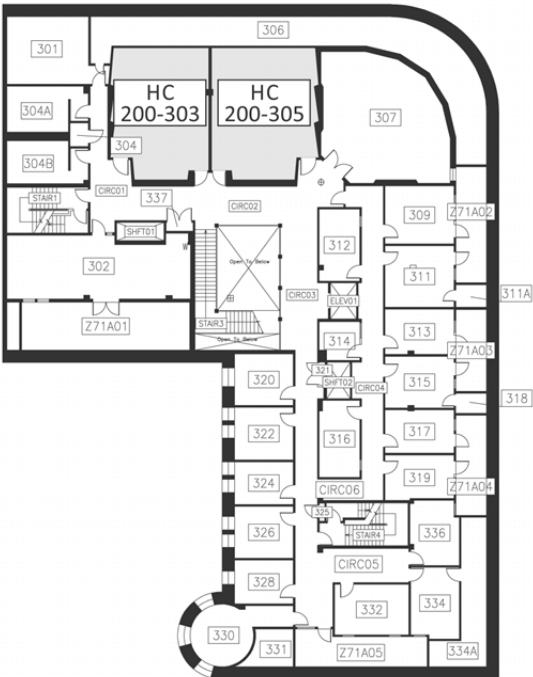 306
301
HC
200-303
HC
200-305
304A
307
304
304B
CIRC01
STAIR1
337
CIRC02
Z71A02
309
SHFT01
W
312
302
Open To Below
311
CIRC03
311A
ELEV01
Z71A01
STAIR3
313
314
Open To Below
Z71A03
321
320
SHFT02
CIRC04
315
318
322
316
317
324
CIRC06
319
Z71A04
325
326
STAIR4
336
CIRC05
328
332
334
330
331
Z71A05
334A